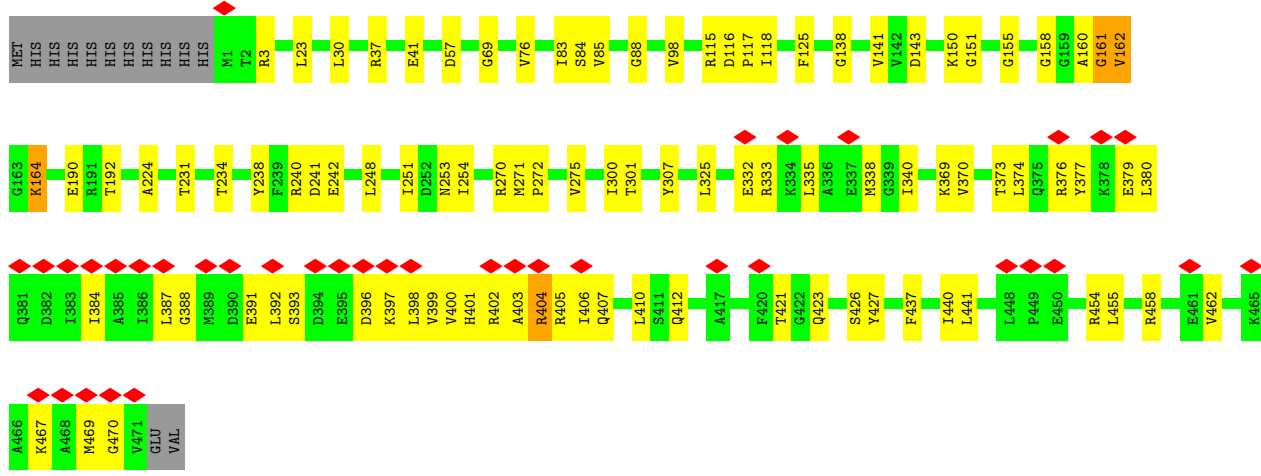 MET HIS HIS HIS HIS HIS HIS HIS HIS HIS HIS M1 T2 R3 L23 L30 R37 E41 D57 G69 V76 I83 S84 V85 G88 V98 R115 D116 P117 I118 F125 G138 V141 V142 D143 K150 G151 G155 G158 G159 A160 G161 V162
G163 K164 E190 R191 T192 A224 T231 T234 Y238 F239 R240 D241 E242 L248 I251 D252 N253 I254 R270 M271 P272 V275 I300 T301 Y307 L325 E332 R333 K334 L335 A336 E337 M338 G339 I340 K369 V370 T373 L374 Q375 R376 Y377 K378 E379 L380
Q381 D382 I383 I384 A385 I386 L387 G388 M389 D390 E391 L392 S393 D394 E395 D396 K397 L398 V399 V400 H401 R402 A403 R404 R405 I406 Q407 L410 S411 Q412 A417 F420 T421 G422 Q423 S426 Y427 F437 I440 L441 L448 P449 E450 R454 L455 R458 E461 V462 K465
A466 K467 A468 M469 G470 V471 GLU VAL